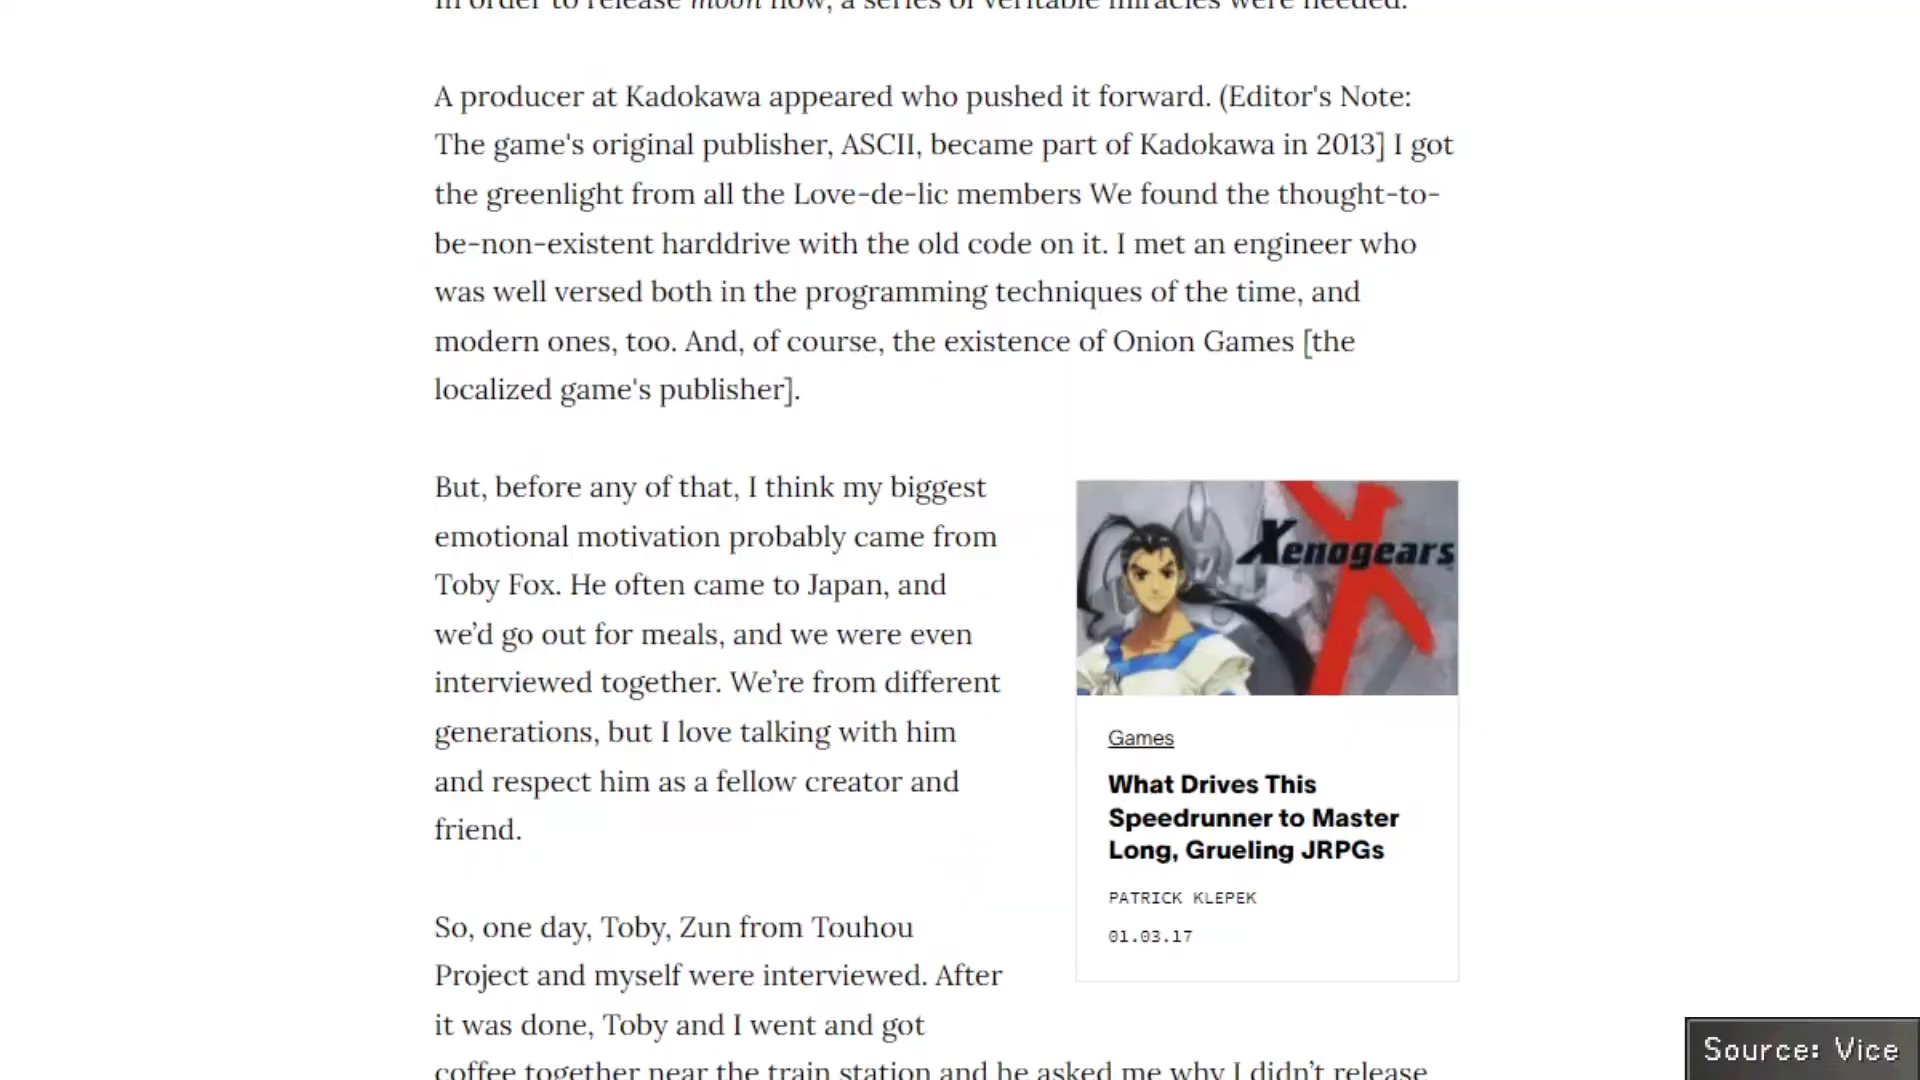 In order to release moon now, a series of veritable miracles were needed.
A producer at Kadokawa appeared who pushed it forward. (Editor's Note:
The game's original publisher, ASCII, became part of Kadokawa in 2013] I got
the greenlight from all the Love-de-lic members We found the thought-to-
be-non-existent harddrive with the old code on it. I met an engineer who
was well versed both in the programming techniques of the time, and
modern ones, too. And, of course, the existence of Onion Games [the
localized game's publisher].
But, before any of that, I think my biggest
emotional motivation probably came from
Toby Fox. He often came to Japan, and
we’d go out for meals, and we were even
interviewed together. We’re from different
generations, but I love talking with him
and respect him as a fellow creator and
friend.
Xenogears
Games
What Drives This
Speedrunner to Master
Long, Grueling JRPGs
PATRICK KLEPEK
01.03.17
So, one day, Toby, Zun from Touhou
Project and myself were interviewed. After
it was done, Toby and I went and got
coffee together near the train station and he asked me why I didn’t release
Source: Vice